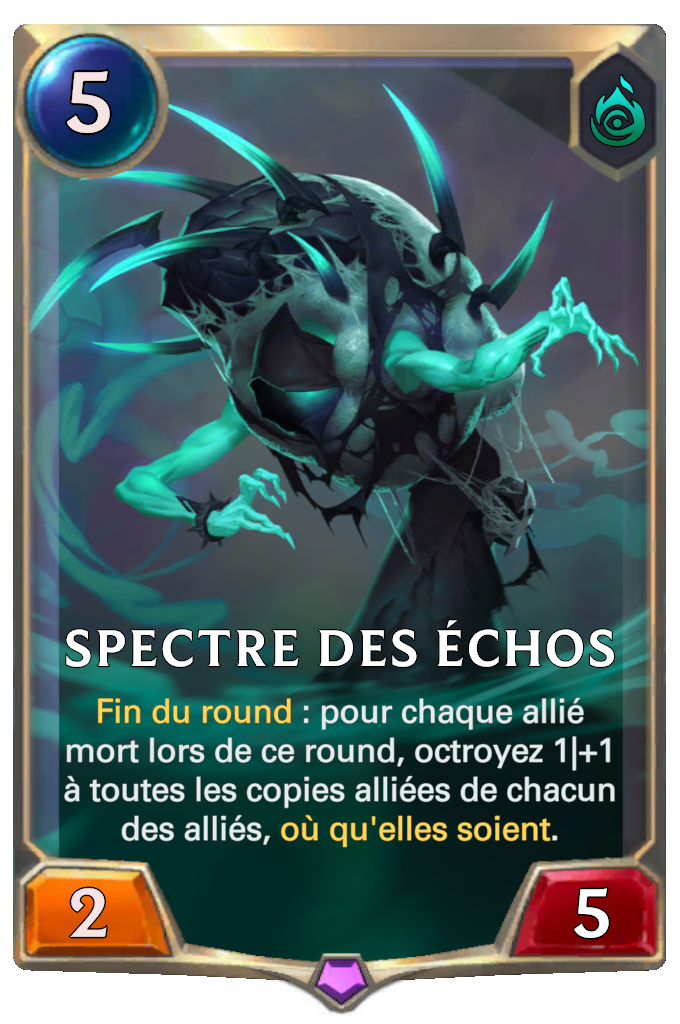 5
SPECTRE DES ÉCHOS
Fin du round : pour chaque allié
mort lors de ce round, octroyez 1|+1
à toutes les copies alliées de chacun
des alliés, où qu'elles soient.
2
5